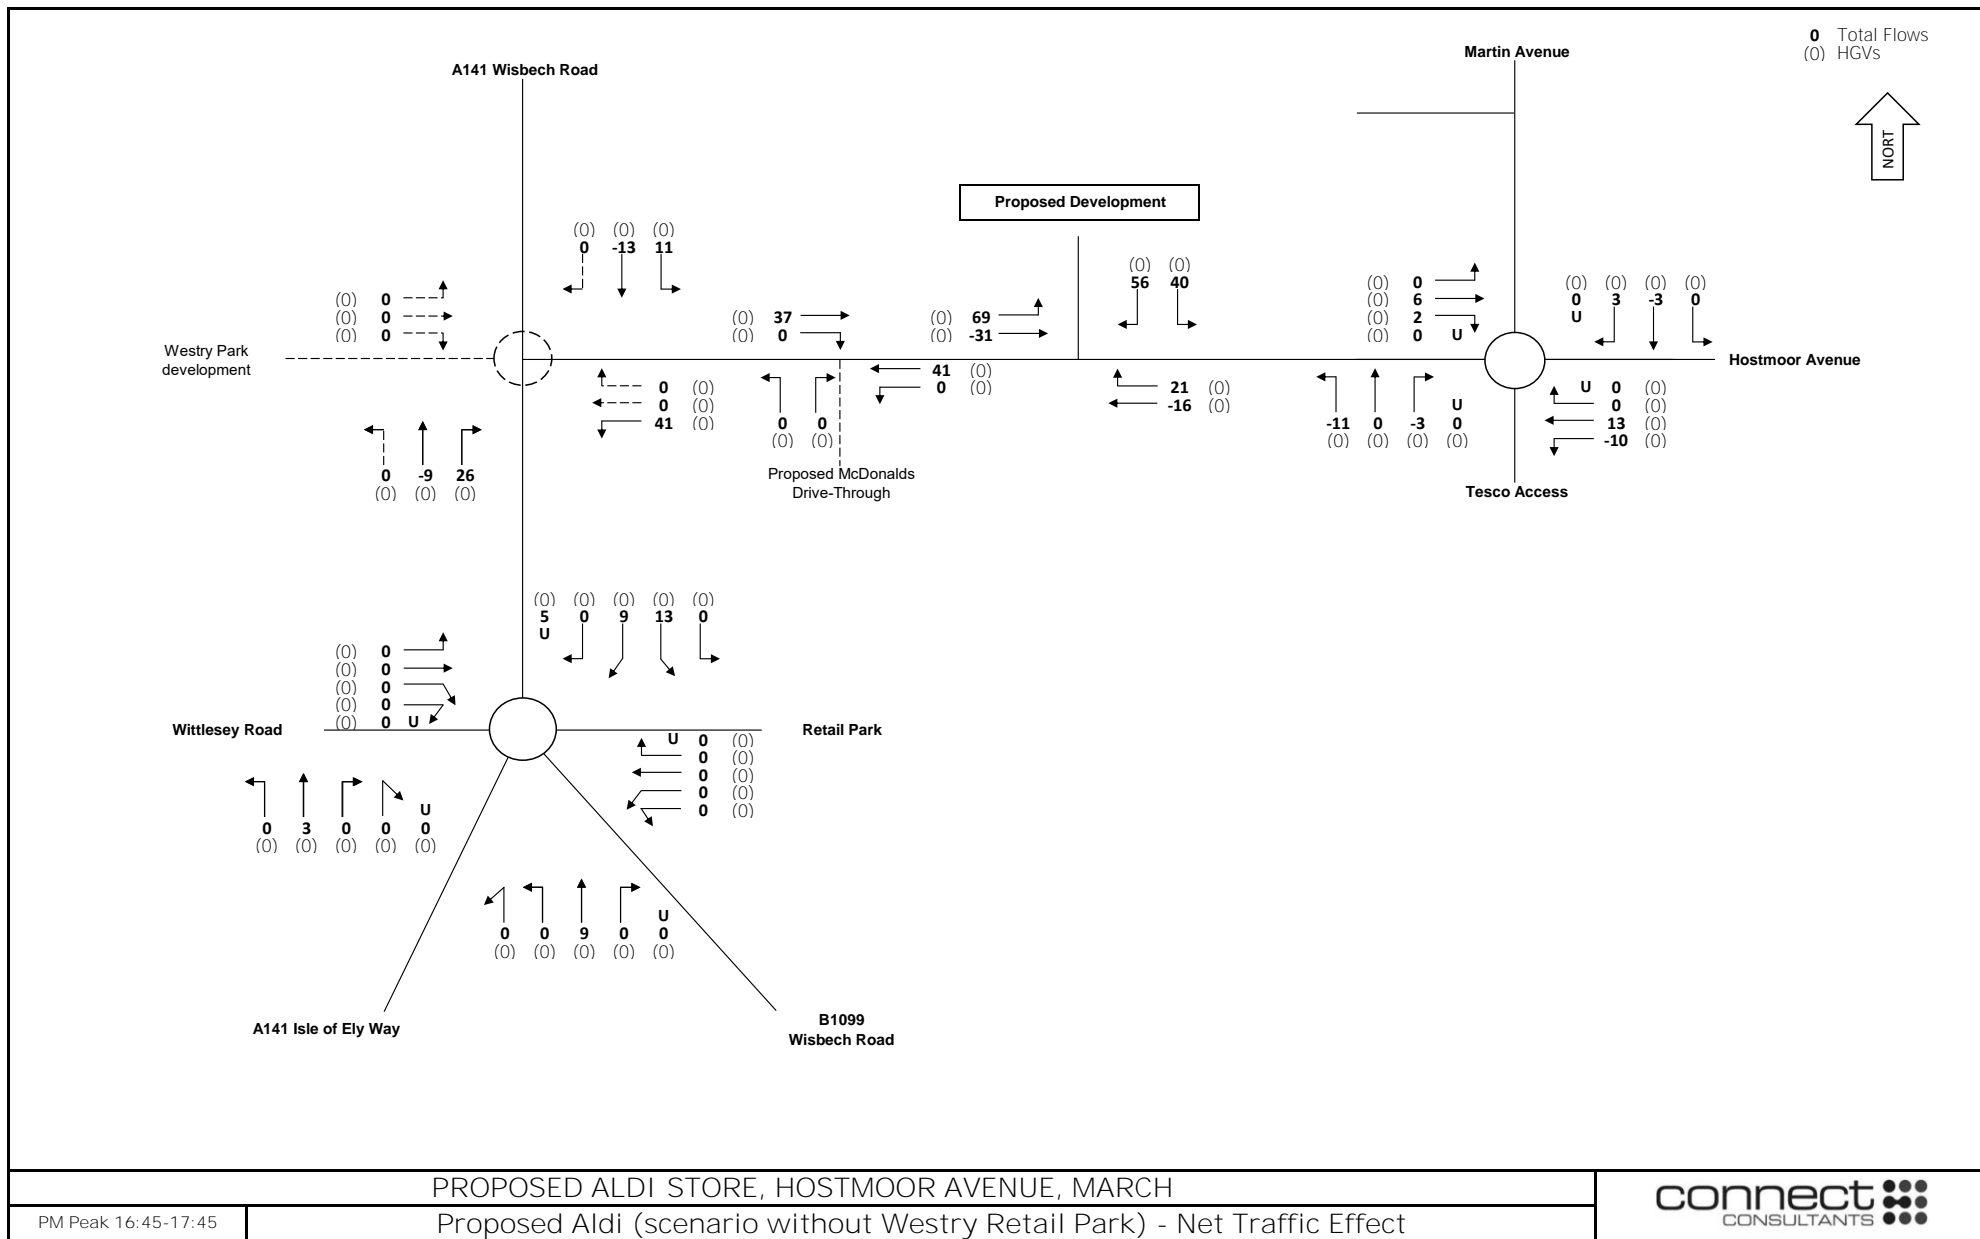 0 Total Flows
(0) HGVs
NORT
A141 Wisbech Road
Martin Avenue
Proposed Development
(0) (0) (0)
0 -13 11
(0) 0
(0) 0
(0) 0
Westry Park
development
(0) 37
(0) 0
(0) 69
(0) -31
(0) (0)
56 40
(0) 0
(0) 6
(0) 2
(0) 0 U
(0) (0) (0) (0)
0 3 -3 0
U
Hostmoor Avenue
0 (0)
0 (0)
41 (0)
0 0
(0) (0)
41 (0)
0 (0)
21 (0)
-16 (0)
U
-11 0 -3 0
(0) (0) (0) (0)
U 0 (0)
0 (0)
13 (0)
-10 (0)
0 -9 26
(0) (0) (0)
Proposed McDonalds
Drive-Through
Tesco Access
(0) (0) (0) (0) (0)
5 0 9 13 0
U
(0) 0
(0) 0
(0) 0
(0) 0
(0) 0 U
Wittlesey Road
Retail Park
U 0 (0)
0 (0)
0 (0)
0 (0)
0 (0)
U
0 3 0 0 0
(0) (0) (0) (0) (0)
U
0 0 9 0 0
(0) (0) (0) (0) (0)
A141 Isle of Ely Way
B1099
Wisbech Road
PROPOSED ALDI STORE, HOSTMOOR AVENUE, MARCH
PM Peak 16:45-17:45
Proposed Aldi (scenario without Westry Retail Park) - Net Traffic Effect
connect
CONSULTANTS